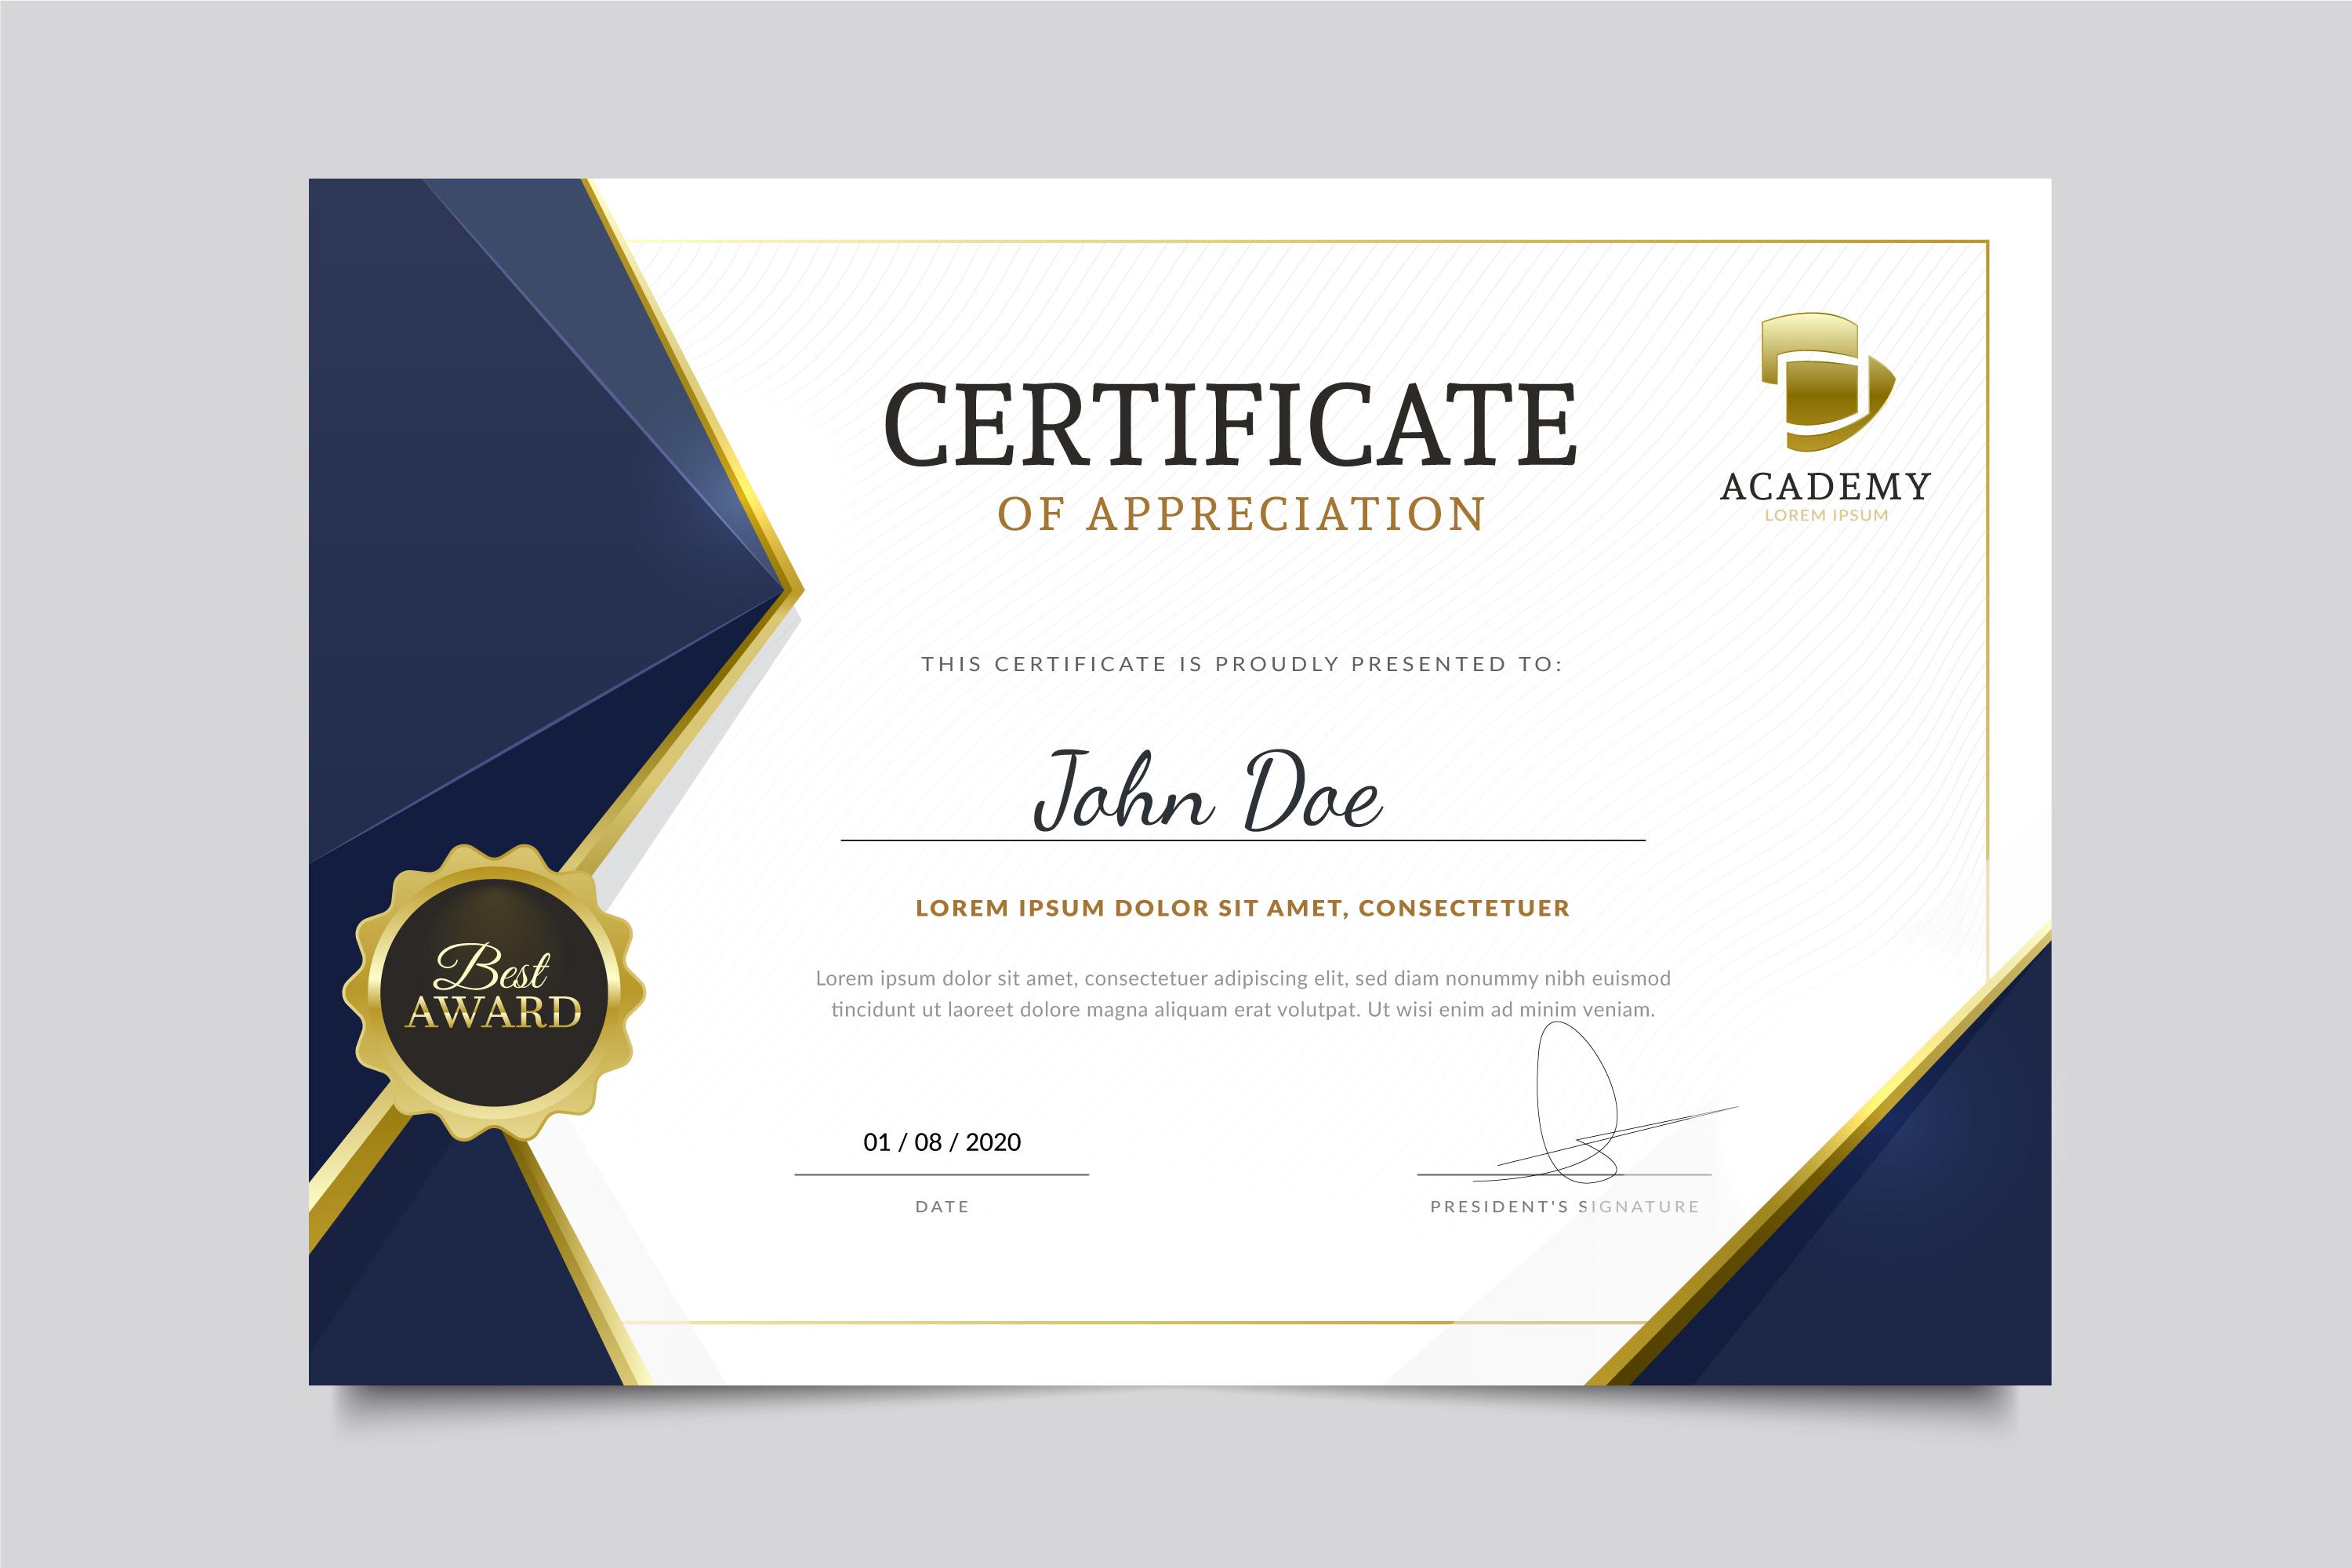 CERTIFICATE
OF APPRECIATION
ACADEMY
LOREM IPSUM
THIS CERTIFICATE IS PROUDLY PRESENTED TO:
John Doe
LOREM IPSUM DOLOR SIT AMET, CONSECTETUER
Lorem ipsum dolor sit amet, consectetuer adipiscing elit, sed diam nonummy nibh euismod
tincidunt ut laoreet dolore magna aliquam erat volutpat. Ut wisi enim ad minim veniam.
Best
AWARD
01 / 08 / 2020
DATE
PRESIDENT'S SIGNATURE